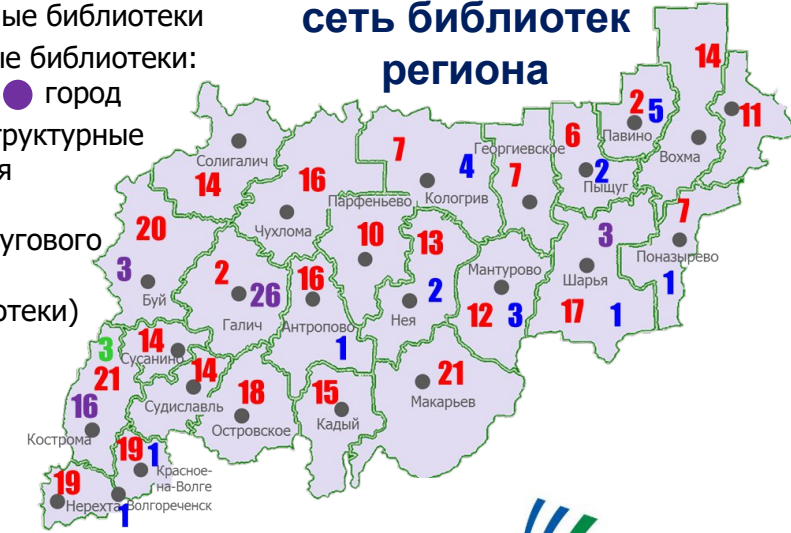 ные библиотеки
сеть библиотек
региона
ые библиотеки:
город
труктурные
я
угового
отеки)
14
2
5
11
Павино
6
Георгиевское
Вохма
7
4
2
Солигалич
Пыщуг
16
7
14
Парфеньево
Кологрив
7
20
Чухлома
10
13
3
Поназырево
3
2
16
Мантурово
Шарья
26
2
1
Буй
Галич
Антропово
Нея
12
3
17
1
3
14
1
Сусанино
21
14
18
15
21
16
Судиславль
Макарьев
Островское
Кадый
Кострома
19
1
Красное-
на-Волге
19
Нерехта
Волгореченск
1